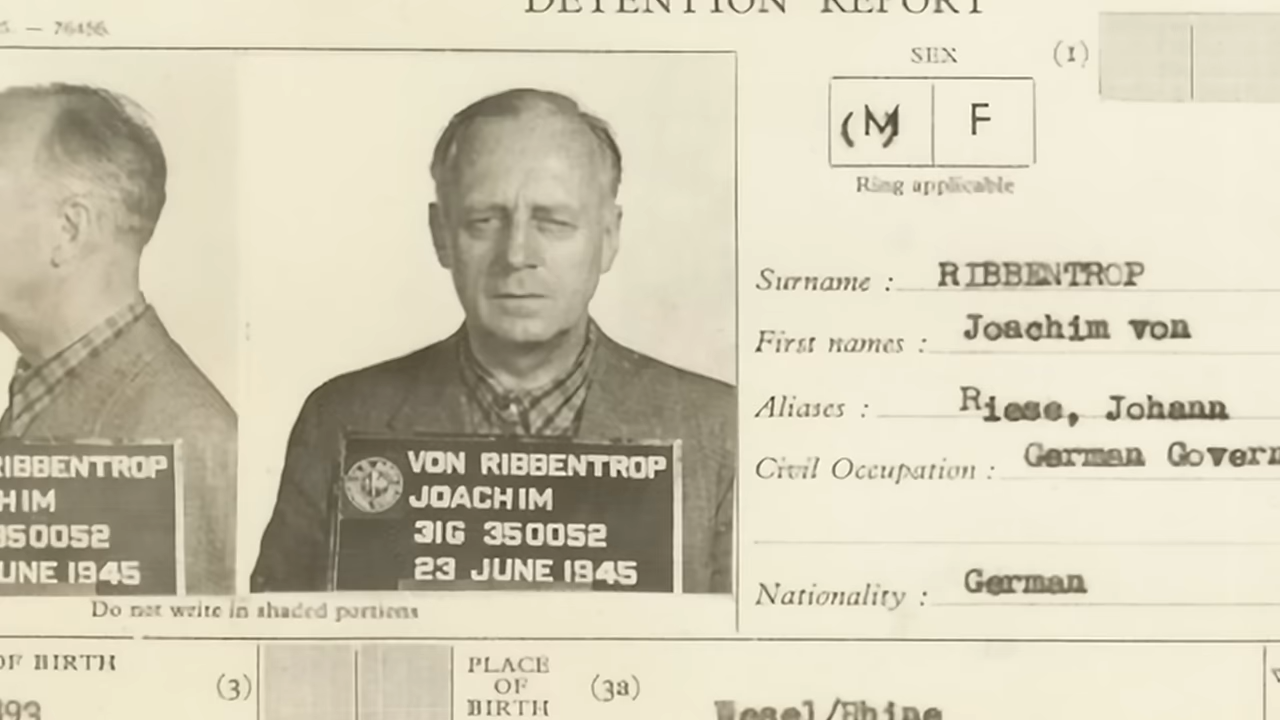 DETENTION REPORT
— 76456
SEX
(1)
(M) F
Ring applicable
Surname : RIBBENTROP
First names : Joachim von
Aliases : Riese, Johann
Civil Occupation : German Govern
Nationality : German
RIBBENTROP
HIM
350052
UNE 1945
VON RIBBENTROP
JOACHIM
31G 350052
23 JUNE 1945
Do not write in shaded portions
OF BIRTH
(3)
PLACE
OF
BIRTH
(3a)
Wesel/Rhine
893